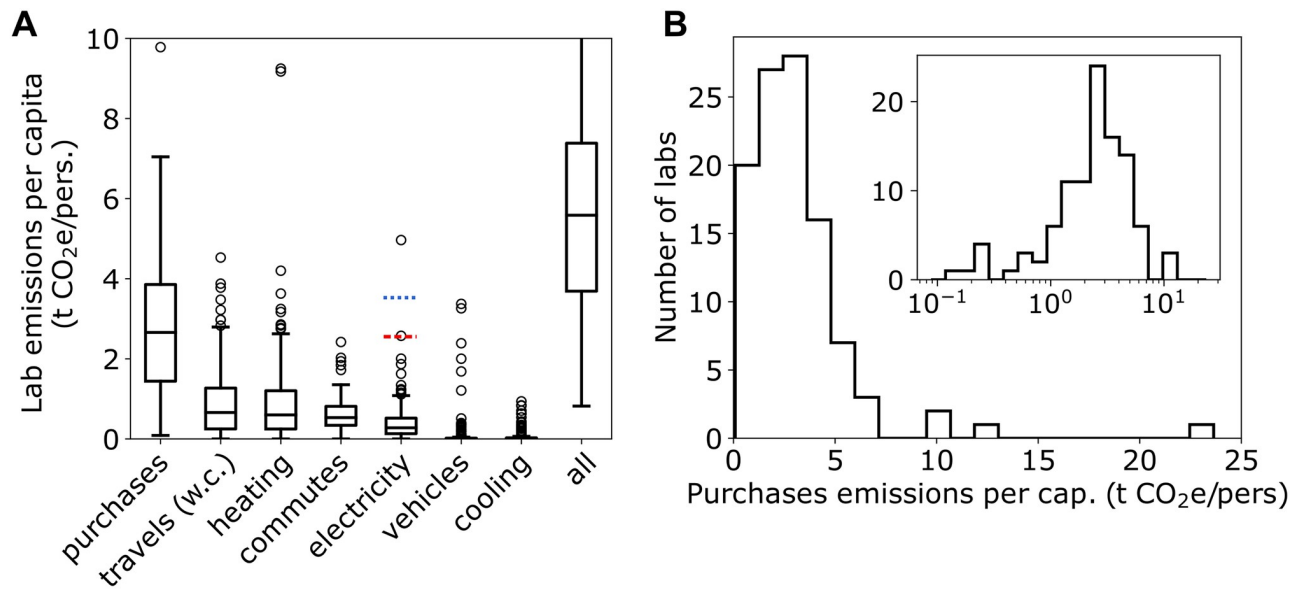 A
Lab emissions per capita
(t CO₂e/pers.)
10
8
6
4
2
0
purchases
travels (w.c.)
heating
commutes
electricity
vehicles
cooling
all
B
Number of labs
25
20
15
10
5
0
0 5 10 15 20 25
Purchases emissions per cap. (t CO₂e/pers)
20
10
0
10⁻¹ 10⁰ 10¹